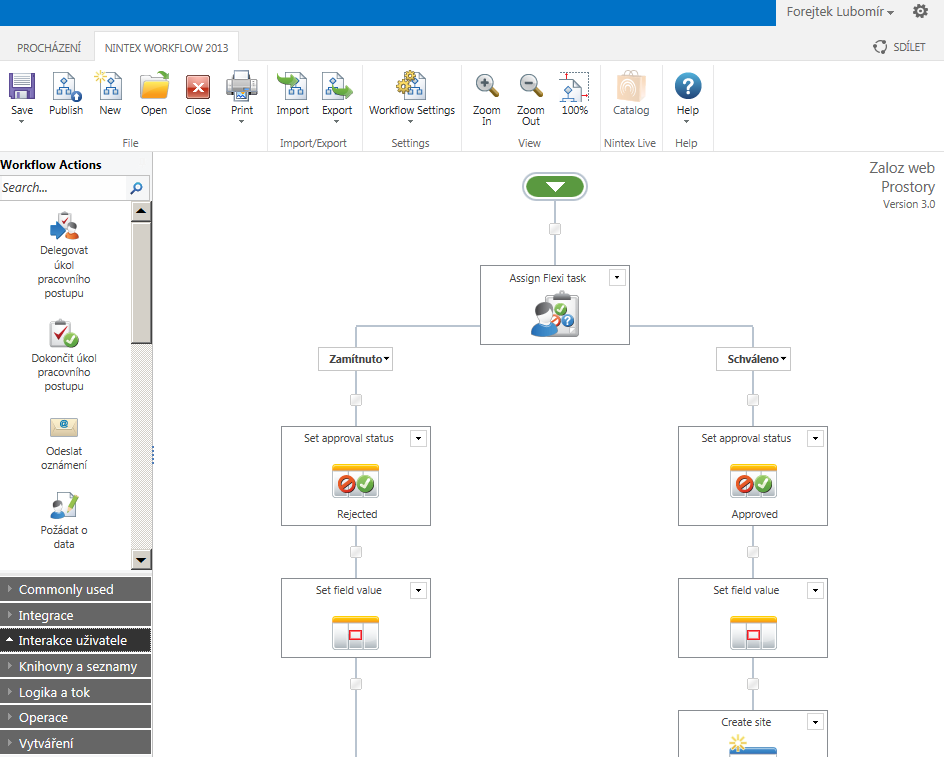 Forejtek Lubomír
PROCHÁZENÍ
NINTEX WORKFLOW 2013
SDÍLET
Save
Publish
New
Open
Close
Print
Import
Export
Workflow Settings
Zoom
In
Zoom
Out
100%
Catalog
Help
File
Import/Export
Settings
View
Nintex Live
Help
Workflow Actions
Search...
Delegovat
úkol
pracovního
postupu
Dokončit úkol
pracovního
postupu
Odeslat
oznámení
Požádat o
data
Commonly used
Integrace
Interakce uživatele
Knihovny a seznamy
Logika a tok
Operace
Vytváření
Zaloz web
Prostory
Version 3.0
Assign Flexi task
Zamítnuto
Schváleno
Set approval status
Rejected
Set approval status
Approved
Set field value
Set field value
Create site